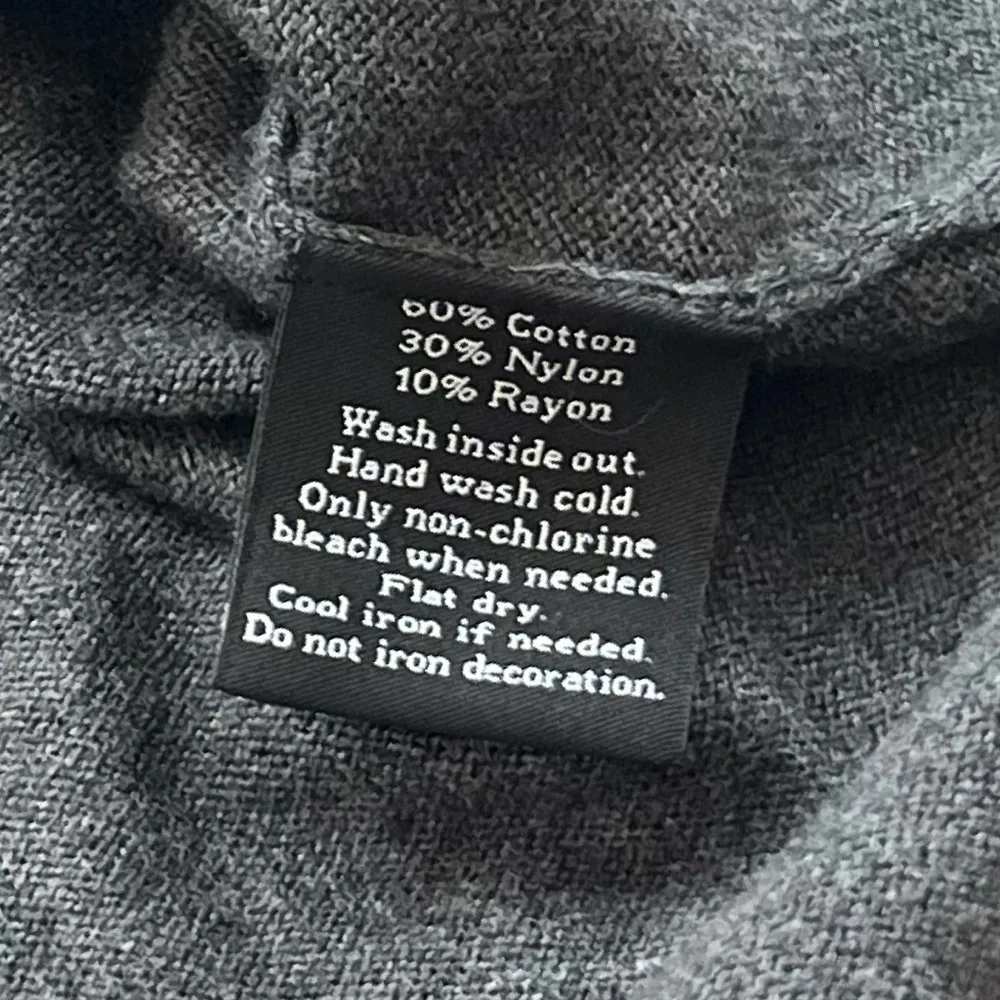 60% Cotton
30% Nylon
10% Rayon
Wash inside out.
Hand wash cold.
Only non-chlorine
bleach when needed.
Flat dry.
Cool iron if needed.
Do not iron decoration.